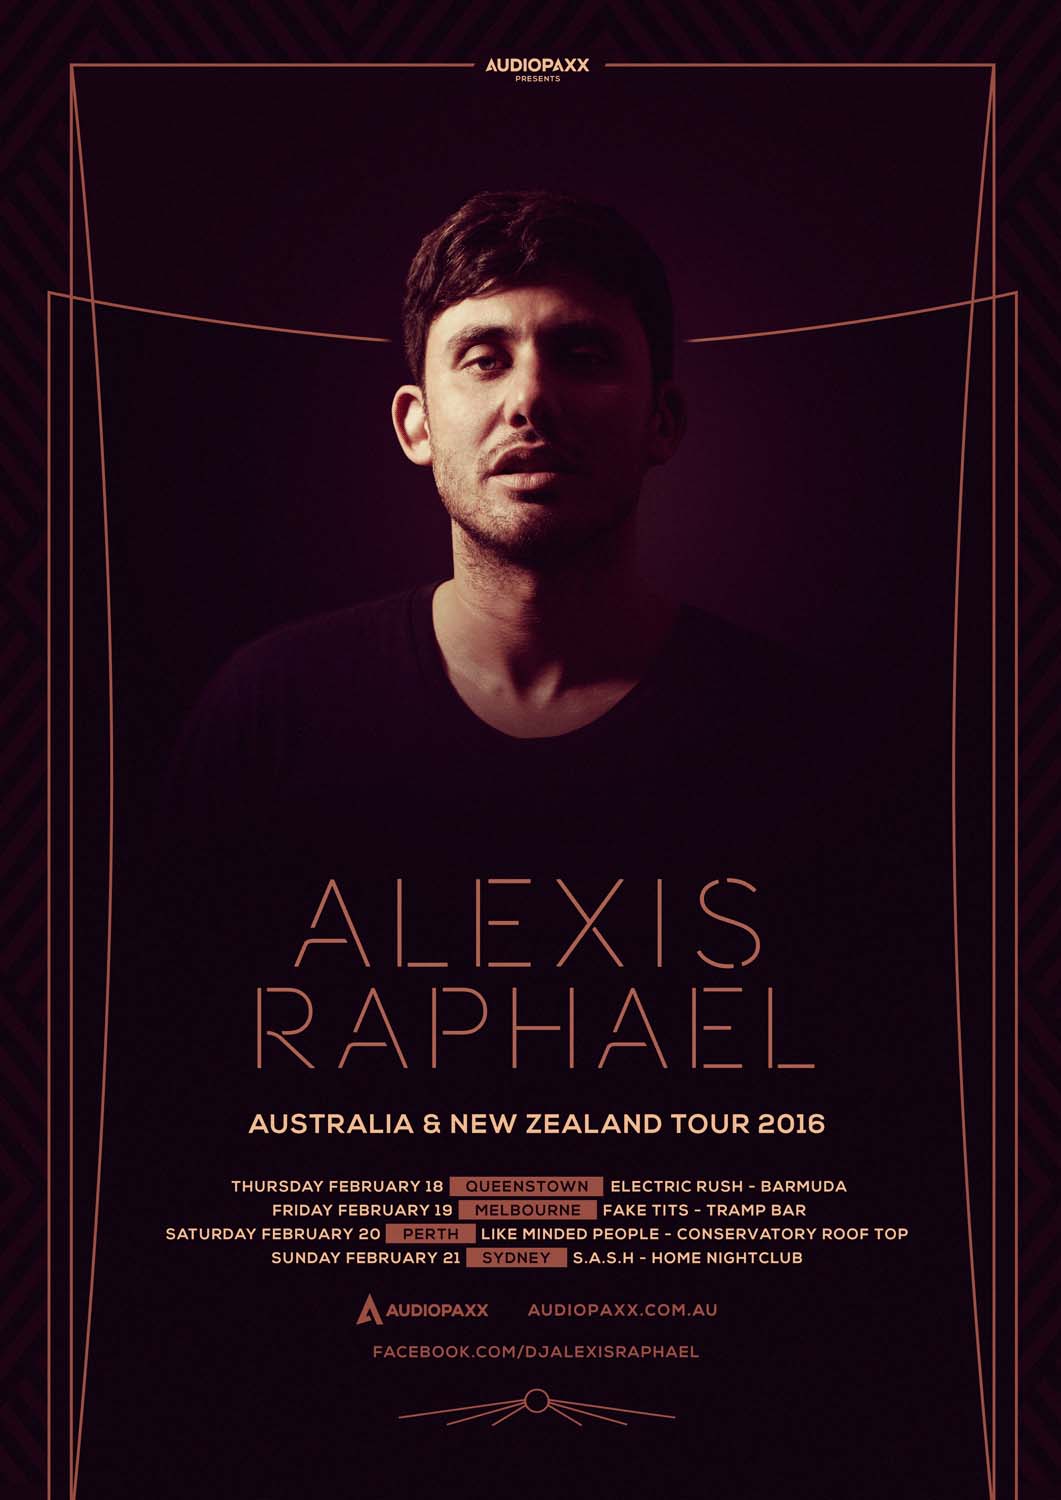 AUDIOPAXX
PRESENTS
ALEXIS
RAPHAEL
AUSTRALIA & NEW ZEALAND TOUR 2016
THURSDAY FEBRUARY 18 QUEENSTOWN ELECTRIC RUSH - BARMUDA
FRIDAY FEBRUARY 19 MELBOURNE FAKE TITS - TRAMP BAR
SATURDAY FEBRUARY 20 PERTH LIKE MINDED PEOPLE - CONSERVATORY ROOF TOP
SUNDAY FEBRUARY 21 SYDNEY S.A.S.H - HOME NIGHTCLUB
AUDIOPAXX AUDIOPAXX.COM.AU
FACEBOOK.COM/DJALEXISRAPHAEL